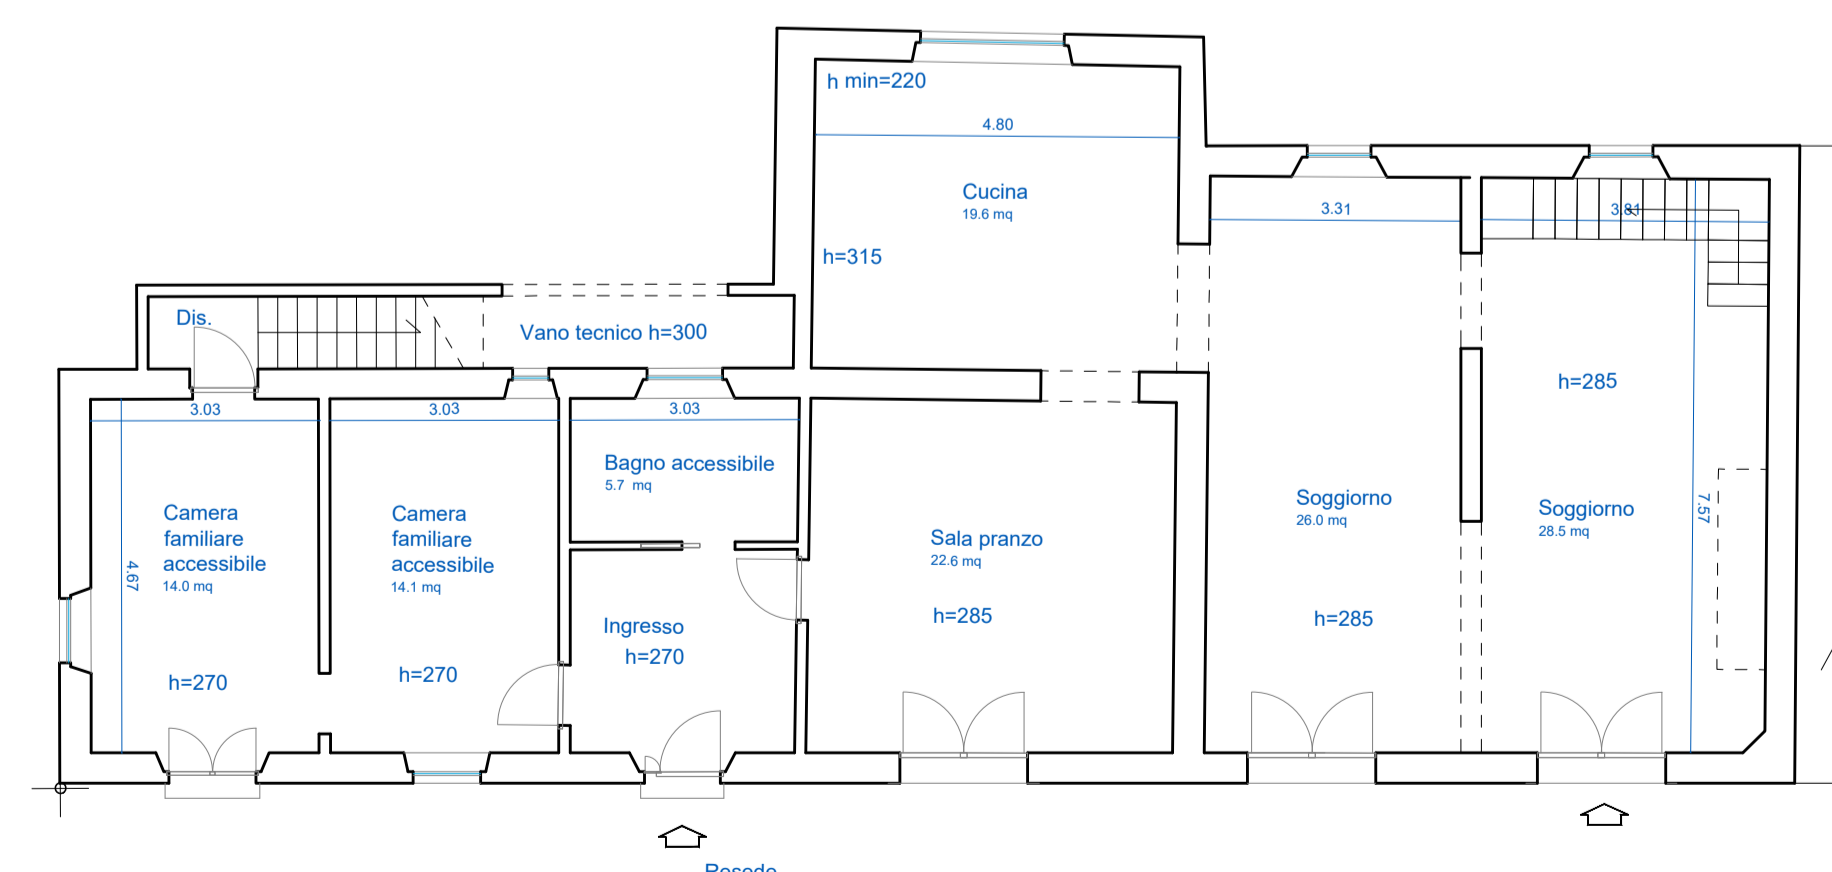 h min=220
4.80
Cucina
19.6 mq
h=315
3.31
3.81
Dis.
Vano tecnico h=300
3.03
3.03
3.03
h=285
Bagno accessibile
5.7 mq
Camera
familiare
accessibile
14.0 mq
4.67
h=270
Camera
familiare
accessibile
14.1 mq
h=270
Ingresso
h=270
Sala pranzo
22.6 mq
h=285
Soggiorno
26.0 mq
h=285
Soggiorno
28.5 mq
7.57